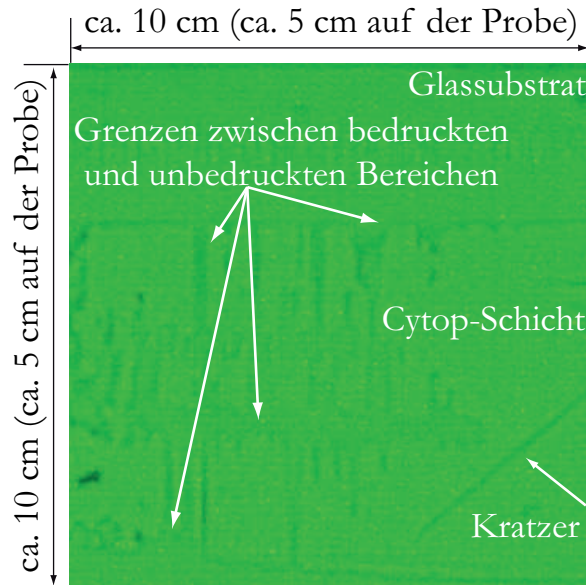 ca. 10 cm (ca. 5 cm auf der Probe)
ca. 10 cm (ca. 5 cm auf der Probe)
Glassubstrat
Grenzen zwischen bedruckten
und unbedruckten Bereichen
Cytop-Schicht
Kratzer